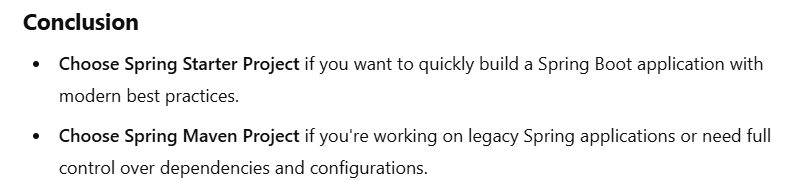 Conclusion
• Choose Spring Starter Project if you want to quickly build a Spring Boot application with
modern best practices.
• Choose Spring Maven Project if you're working on legacy Spring applications or need full
control over dependencies and configurations.